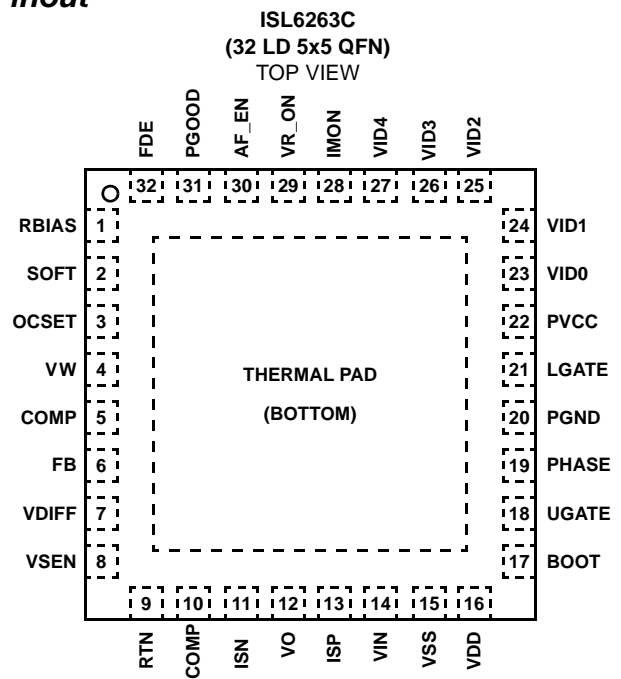 inout
ISL6263C
(32 LD 5x5 QFN)
TOP VIEW
FDE
PGOOD
AF_EN
VR_ON
IMON
VID4
VID3
VID2
32 31 30 29 28 27 26 25
RBIAS 1
SOFT 2
OCSET 3
VW 4
COMP 5
FB 6
VDIFF 7
VSEN 8
THERMAL PAD
(BOTTOM)
24 VID1
23 VID0
22 PVCC
21 LGATE
20 PGND
19 PHASE
18 UGATE
17 BOOT
9 10 11 12 13 14 15 16
RTN
COMP
ISN
VO
ISP
VIN
VSS
VDD